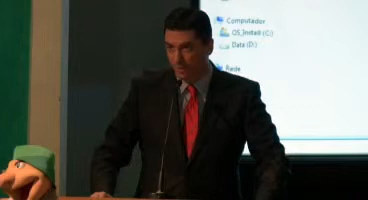 Computador
OS_Install (C:)
Data (D:)
Rede